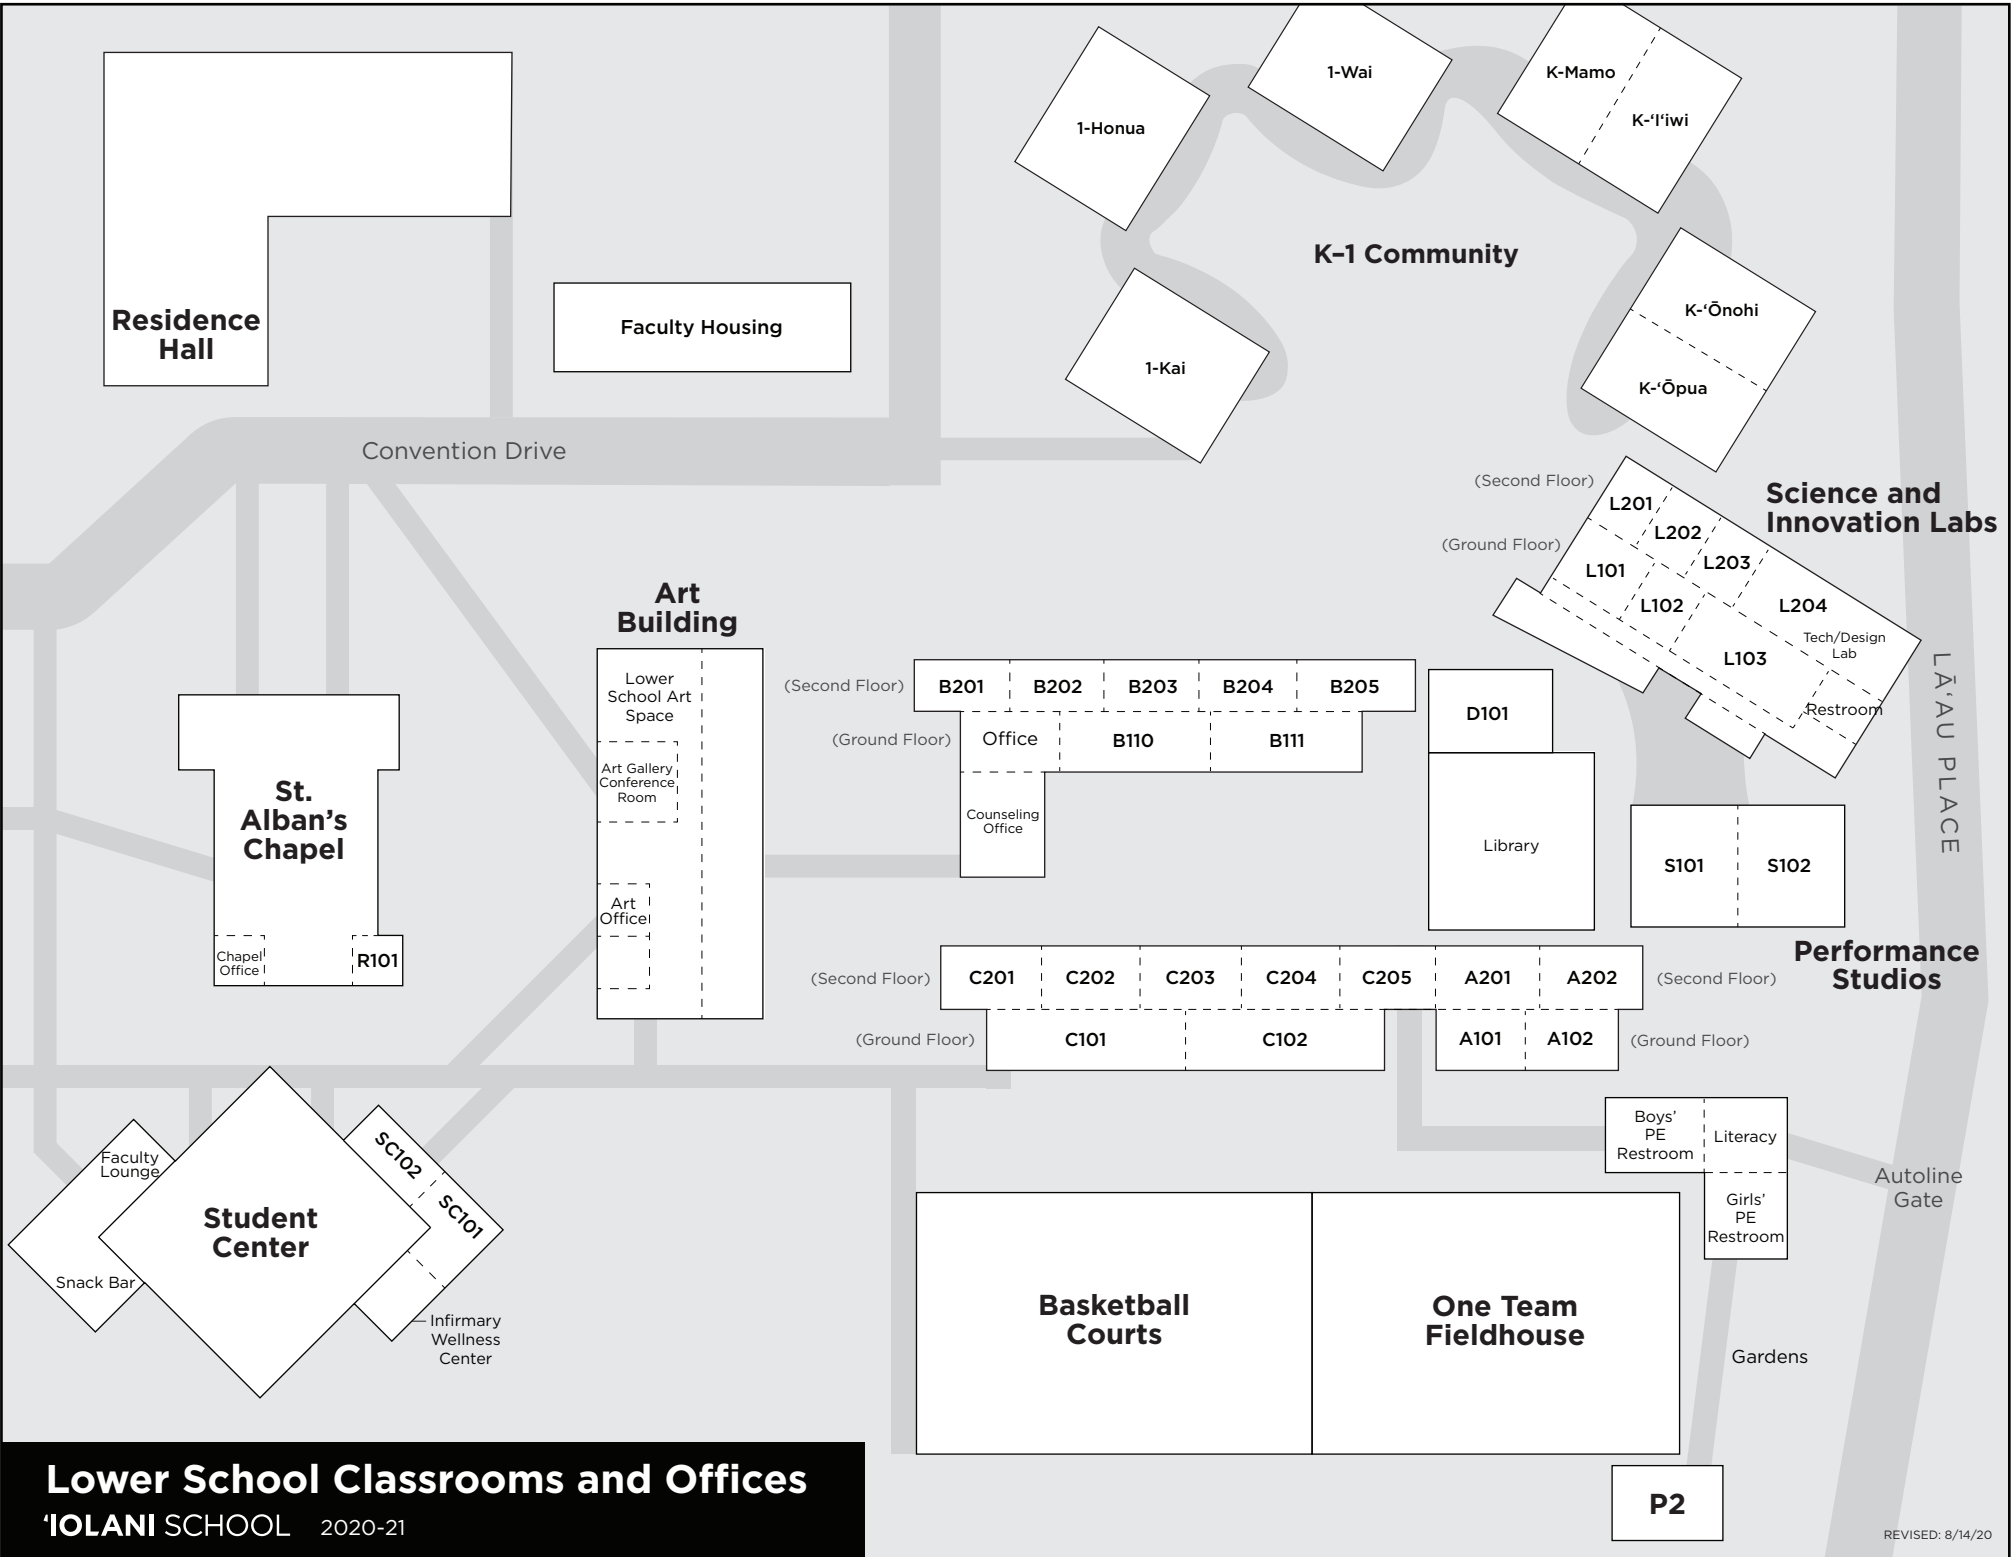 1-Wai
K-Mamo
K-‘I‘iwi
1-Honua
K–1 Community
K-‘Ōnohi
K-‘Ōpua
1-Kai
Residence
Hall
Faculty Housing
Convention Drive
(Second Floor)
(Ground Floor)
Science and
Innovation Labs
L201
L202
L203
L204
Tech/Design
Lab
L101
L102
L103
Restroom
LĀ‘AU PLACE
Art
Building
Lower
School Art
Space
Art Gallery
Conference
Room
Art
Office
(Second Floor)
B201
B202
B203
B204
B205
(Ground Floor)
Office
B110
B111
Counseling
Office
D101
Library
S101
S102
Performance
Studios
St.
Alban’s
Chapel
Chapel
Office
R101
(Second Floor)
C201
C202
C203
C204
C205
A201
A202
(Second Floor)
(Ground Floor)
C101
C102
A101
A102
(Ground Floor)
Boys’
PE
Restroom
Literacy
Girls’
PE
Restroom
Autoline
Gate
Faculty
Lounge
Student
Center
Snack Bar
SC102
SC101
Infirmary
Wellness
Center
Basketball
Courts
One Team
Fieldhouse
Gardens
P2
Lower School Classrooms and Offices
‘IOLANI SCHOOL 2020-21
REVISED: 8/14/20